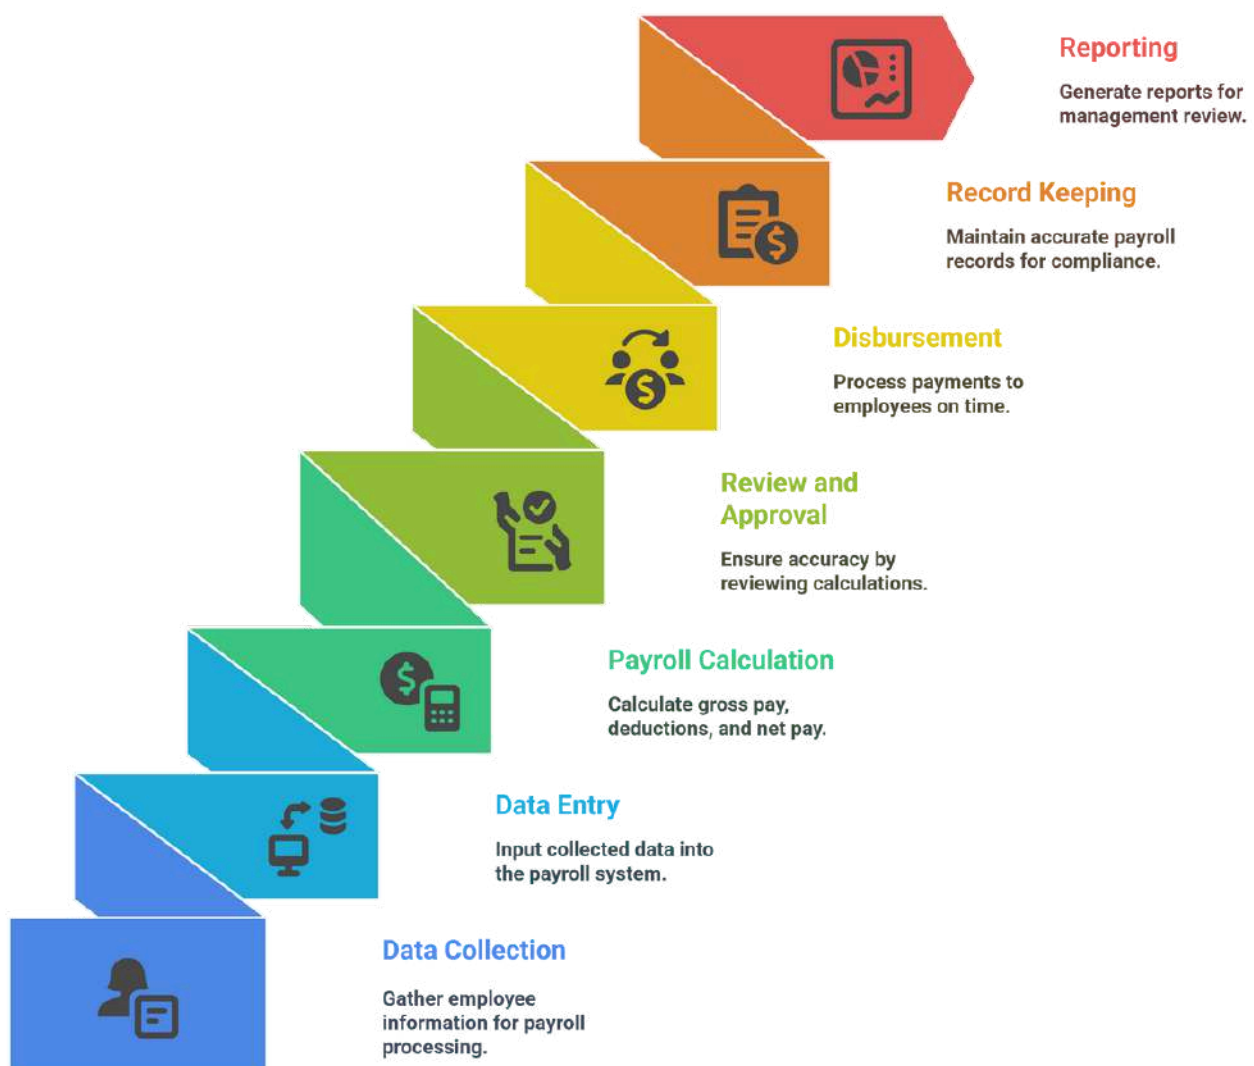 Reporting
Generate reports for
management review.
Record Keeping
Maintain accurate payroll
records for compliance.
Disbursement
Process payments to
employees on time.
Review and
Approval
Ensure accuracy by
reviewing calculations.
Payroll Calculation
Calculate gross pay,
deductions, and net pay.
Data Entry
Input collected data into
the payroll system.
Data Collection
Gather employee
information for payroll
processing.